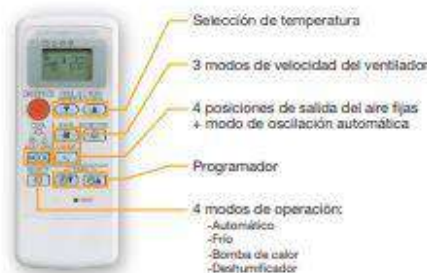 Selección de temperatura
3 modos de velocidad del ventilador
4 posiciones de salida del aire fijas
+ modo de oscilación automática
Programador
4 modos de operación:
-Automático
-Frío
-Bomba de calor
-Deshumificador